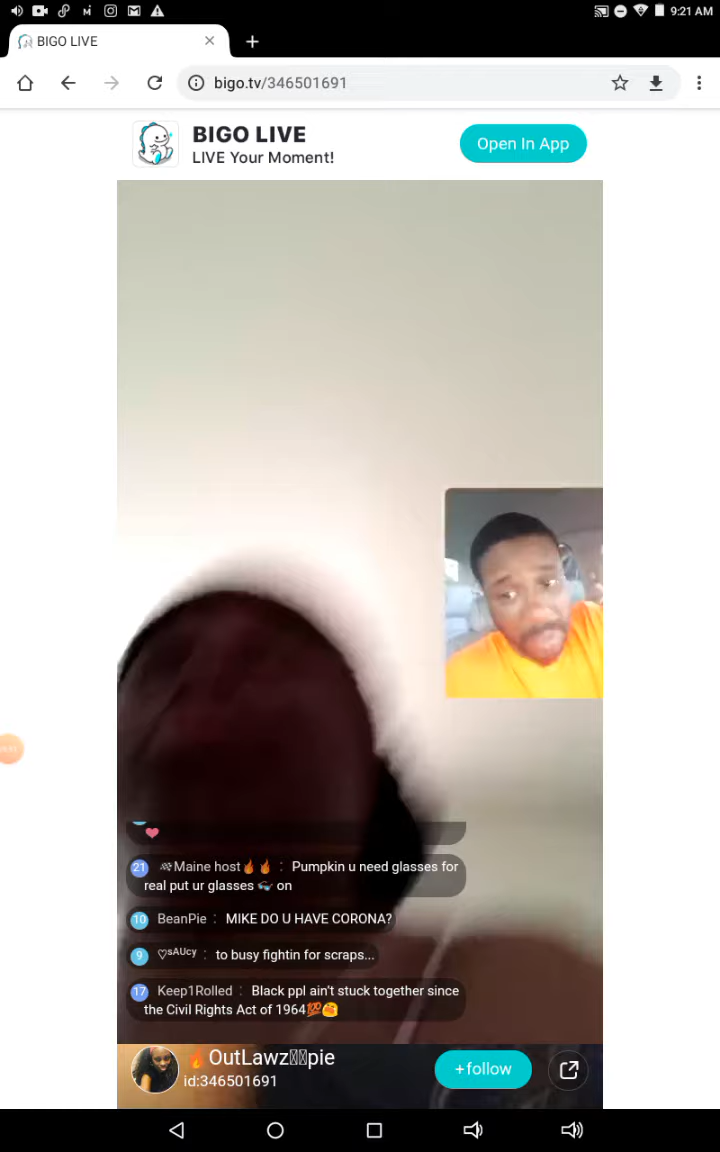 9:21 AM
BIGO LIVE
bigo.tv/346501691
BIGO LIVE
LIVE Your Moment!
Open In App
21 Maine host🔥🔥 : Pumpkin u need glasses for
real put ur glasses 👓 on
10 BeanPie : MIKE DO U HAVE CORONA?
9 ♡sAUcy : to busy fightin for scraps...
17 Keep1Rolled : Black ppl ain't stuck together since
the Civil Rights Act of 1964💯
🔥OutLawz pie
id:346501691
+follow